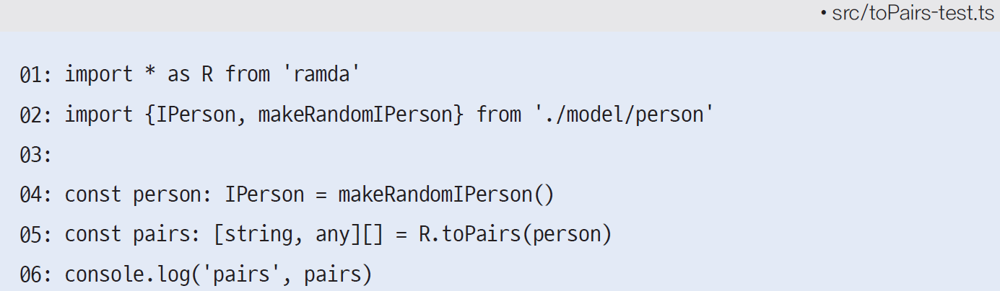 • src/toPairs-test.ts
01: import * as R from 'ramda'
02: import {IPerson, makeRandomIPerson} from './model/person'
03:
04: const person: IPerson = makeRandomIPerson()
05: const pairs: [string, any][] = R.toPairs(person)
06: console.log('pairs', pairs)